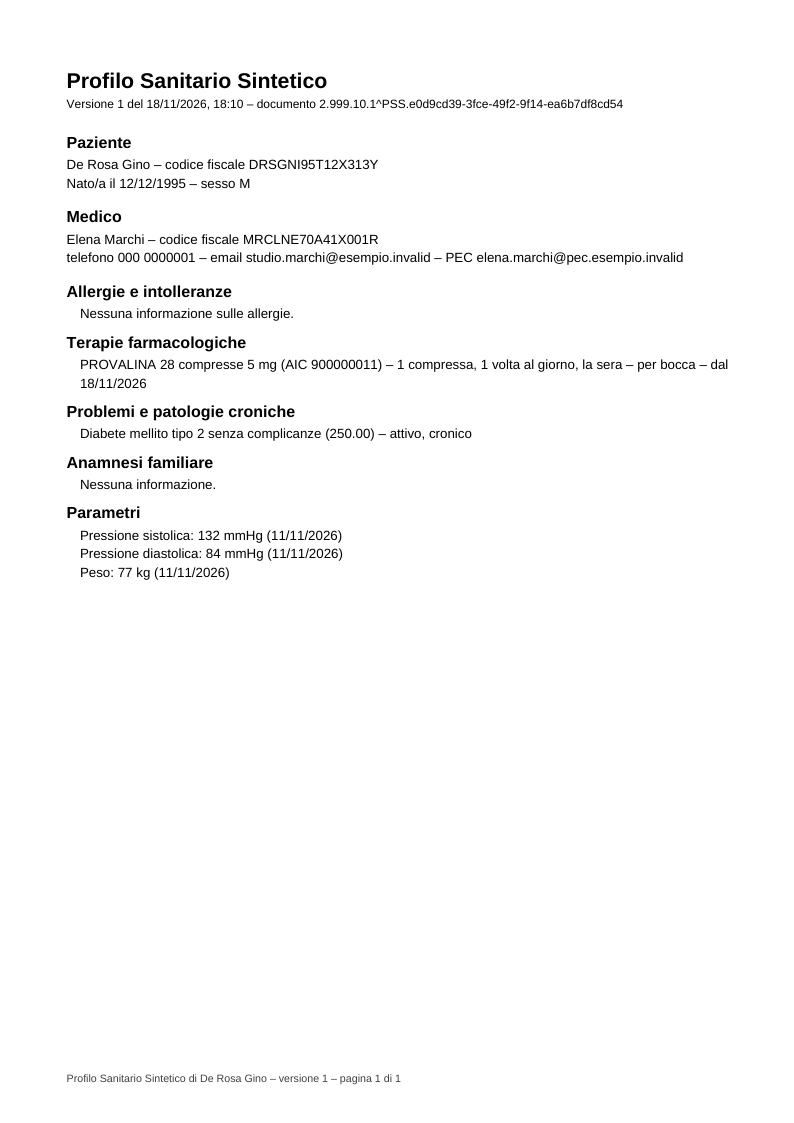 Profilo Sanitario Sintetico
Versione 1 del 18/11/2026, 18:10 – documento 2.999.10.1^PSS.e0d9cd39-3fce-49f2-9f14-ea6b7df8cd54
Paziente
De Rosa Gino – codice fiscale DRSGNI95T12X313Y
Nato/a il 12/12/1995 – sesso M
Medico
Elena Marchi – codice fiscale MRCLNE70A41X001R
telefono 000 0000001 – email studio.marchi@esempio.invalid – PEC elena.marchi@pec.esempio.invalid
Allergie e intolleranze
Nessuna informazione sulle allergie.
Terapie farmacologiche
PROVALINA 28 compresse 5 mg (AIC 900000011) – 1 compressa, 1 volta al giorno, la sera – per bocca – dal
18/11/2026
Problemi e patologie croniche
Diabete mellito tipo 2 senza complicanze (250.00) – attivo, cronico
Anamnesi familiare
Nessuna informazione.
Parametri
Pressione sistolica: 132 mmHg (11/11/2026)
Pressione diastolica: 84 mmHg (11/11/2026)
Peso: 77 kg (11/11/2026)
Profilo Sanitario Sintetico di De Rosa Gino – versione 1 – pagina 1 di 1